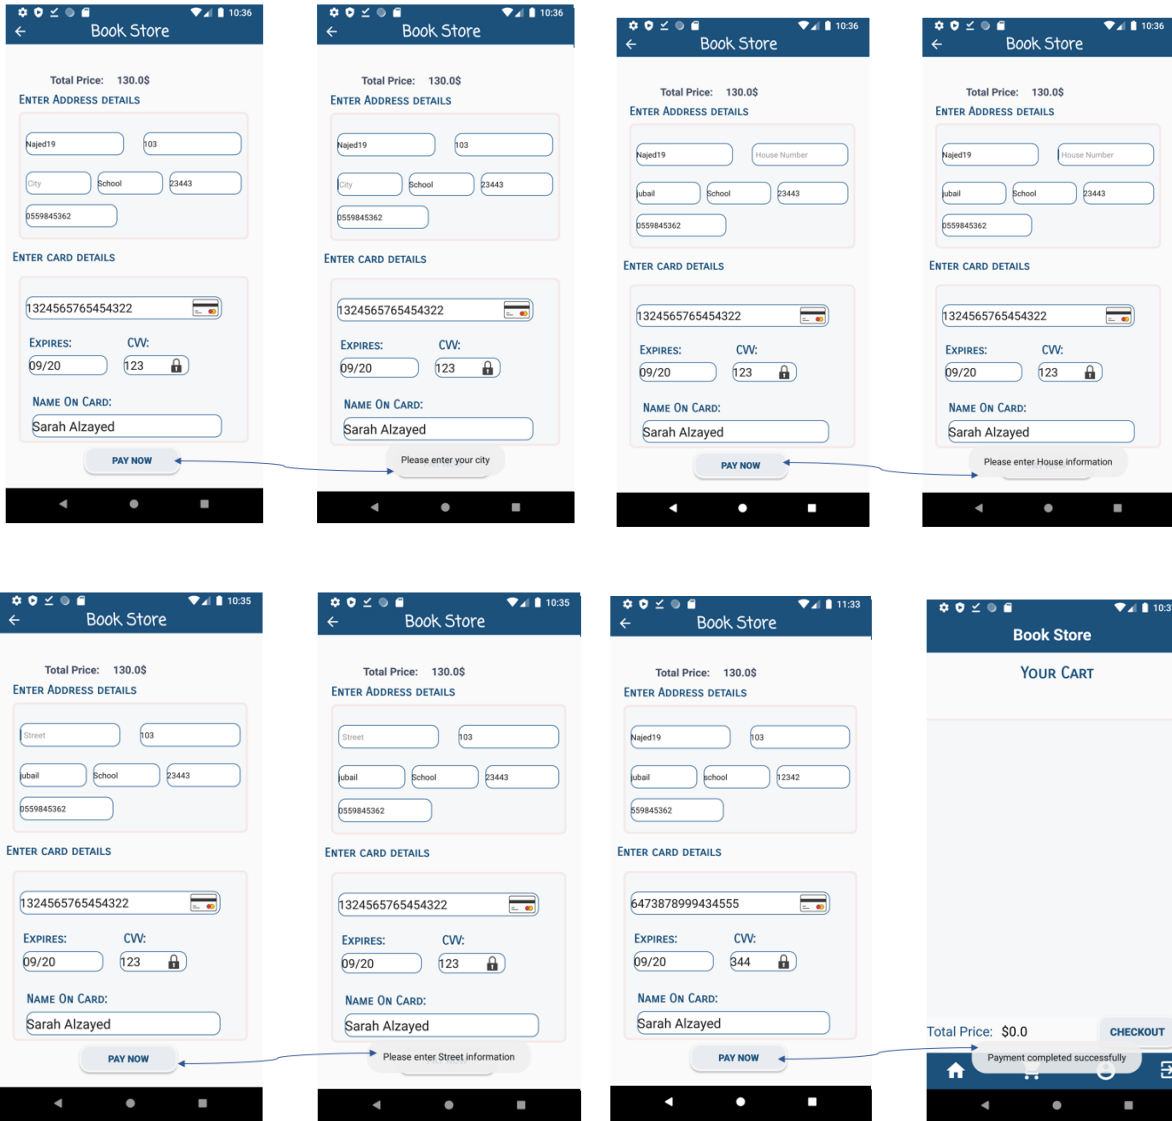 10:36
Book Store
Total Price: 130.0$
ENTER ADDRESS DETAILS
Najed19 103
City School 23443
0559845362
ENTER CARD DETAILS
1324565765454322
EXPIRES: CVV:
09/20 123
NAME ON CARD:
Sarah Alzayed
PAY NOW
10:36
Book Store
Total Price: 130.0$
ENTER ADDRESS DETAILS
Najed19 103
City School 23443
0559845362
ENTER CARD DETAILS
1324565765454322
EXPIRES: CVV:
09/20 123
NAME ON CARD:
Sarah Alzayed
Please enter your city
10:36
Book Store
Total Price: 130.0$
ENTER ADDRESS DETAILS
Najed19 House Number
jubail School 23443
0559845362
ENTER CARD DETAILS
1324565765454322
EXPIRES: CVV:
09/20 123
NAME ON CARD:
Sarah Alzayed
PAY NOW
10:36
Book Store
Total Price: 130.0$
ENTER ADDRESS DETAILS
Najed19 House Number
jubail School 23443
0559845362
ENTER CARD DETAILS
1324565765454322
EXPIRES: CVV:
09/20 123
NAME ON CARD:
Sarah Alzayed
Please enter House information
10:35
Book Store
Total Price: 130.0$
ENTER ADDRESS DETAILS
Street 103
jubail School 23443
0559845362
ENTER CARD DETAILS
1324565765454322
EXPIRES: CVV:
09/20 123
NAME ON CARD:
Sarah Alzayed
PAY NOW
10:35
Book Store
Total Price: 130.0$
ENTER ADDRESS DETAILS
Street 103
jubail School 23443
0559845362
ENTER CARD DETAILS
1324565765454322
EXPIRES: CVV:
09/20 123
NAME ON CARD:
Sarah Alzayed
Please enter Street information
11:33
Book Store
Total Price: 130.0$
ENTER ADDRESS DETAILS
Najed19 103
jubail school 12342
559845362
ENTER CARD DETAILS
6473878999434555
EXPIRES: CVV:
09/20 344
NAME ON CARD:
Sarah Alzayed
PAY NOW
Book Store
YOUR CART
Total Price: $0.0 CHECKOUT
Payment completed successfully